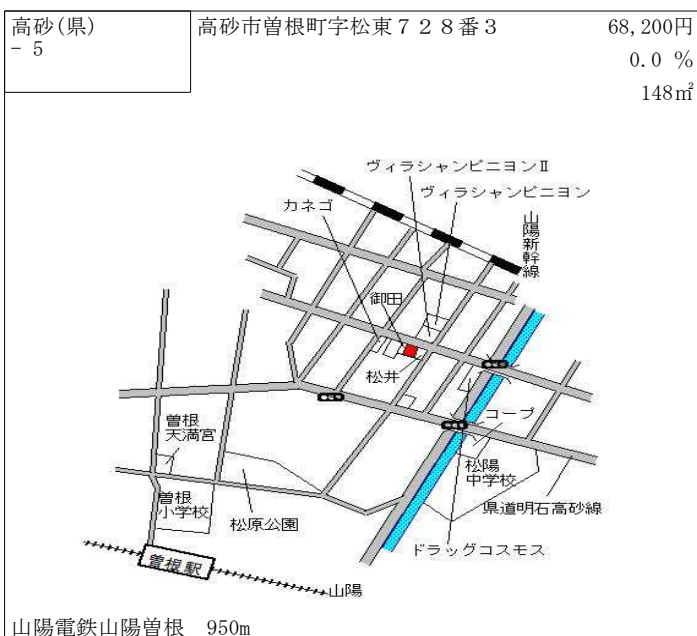 高砂(県)
- 5
高砂市曽根町字松東７２８番３
68,200円
0.0 %
148㎡
ヴィラシャンピニヨンⅡ
ヴィラシャンピニヨン
カネゴ
山陽新幹線
御田
松井
コープ
曽根
天満宮
松陽
中学校
曽根
小学校
松原公園
県道明石高砂線
ドラッグコスモス
曽根駅
山陽
山陽電鉄山陽曽根　950m